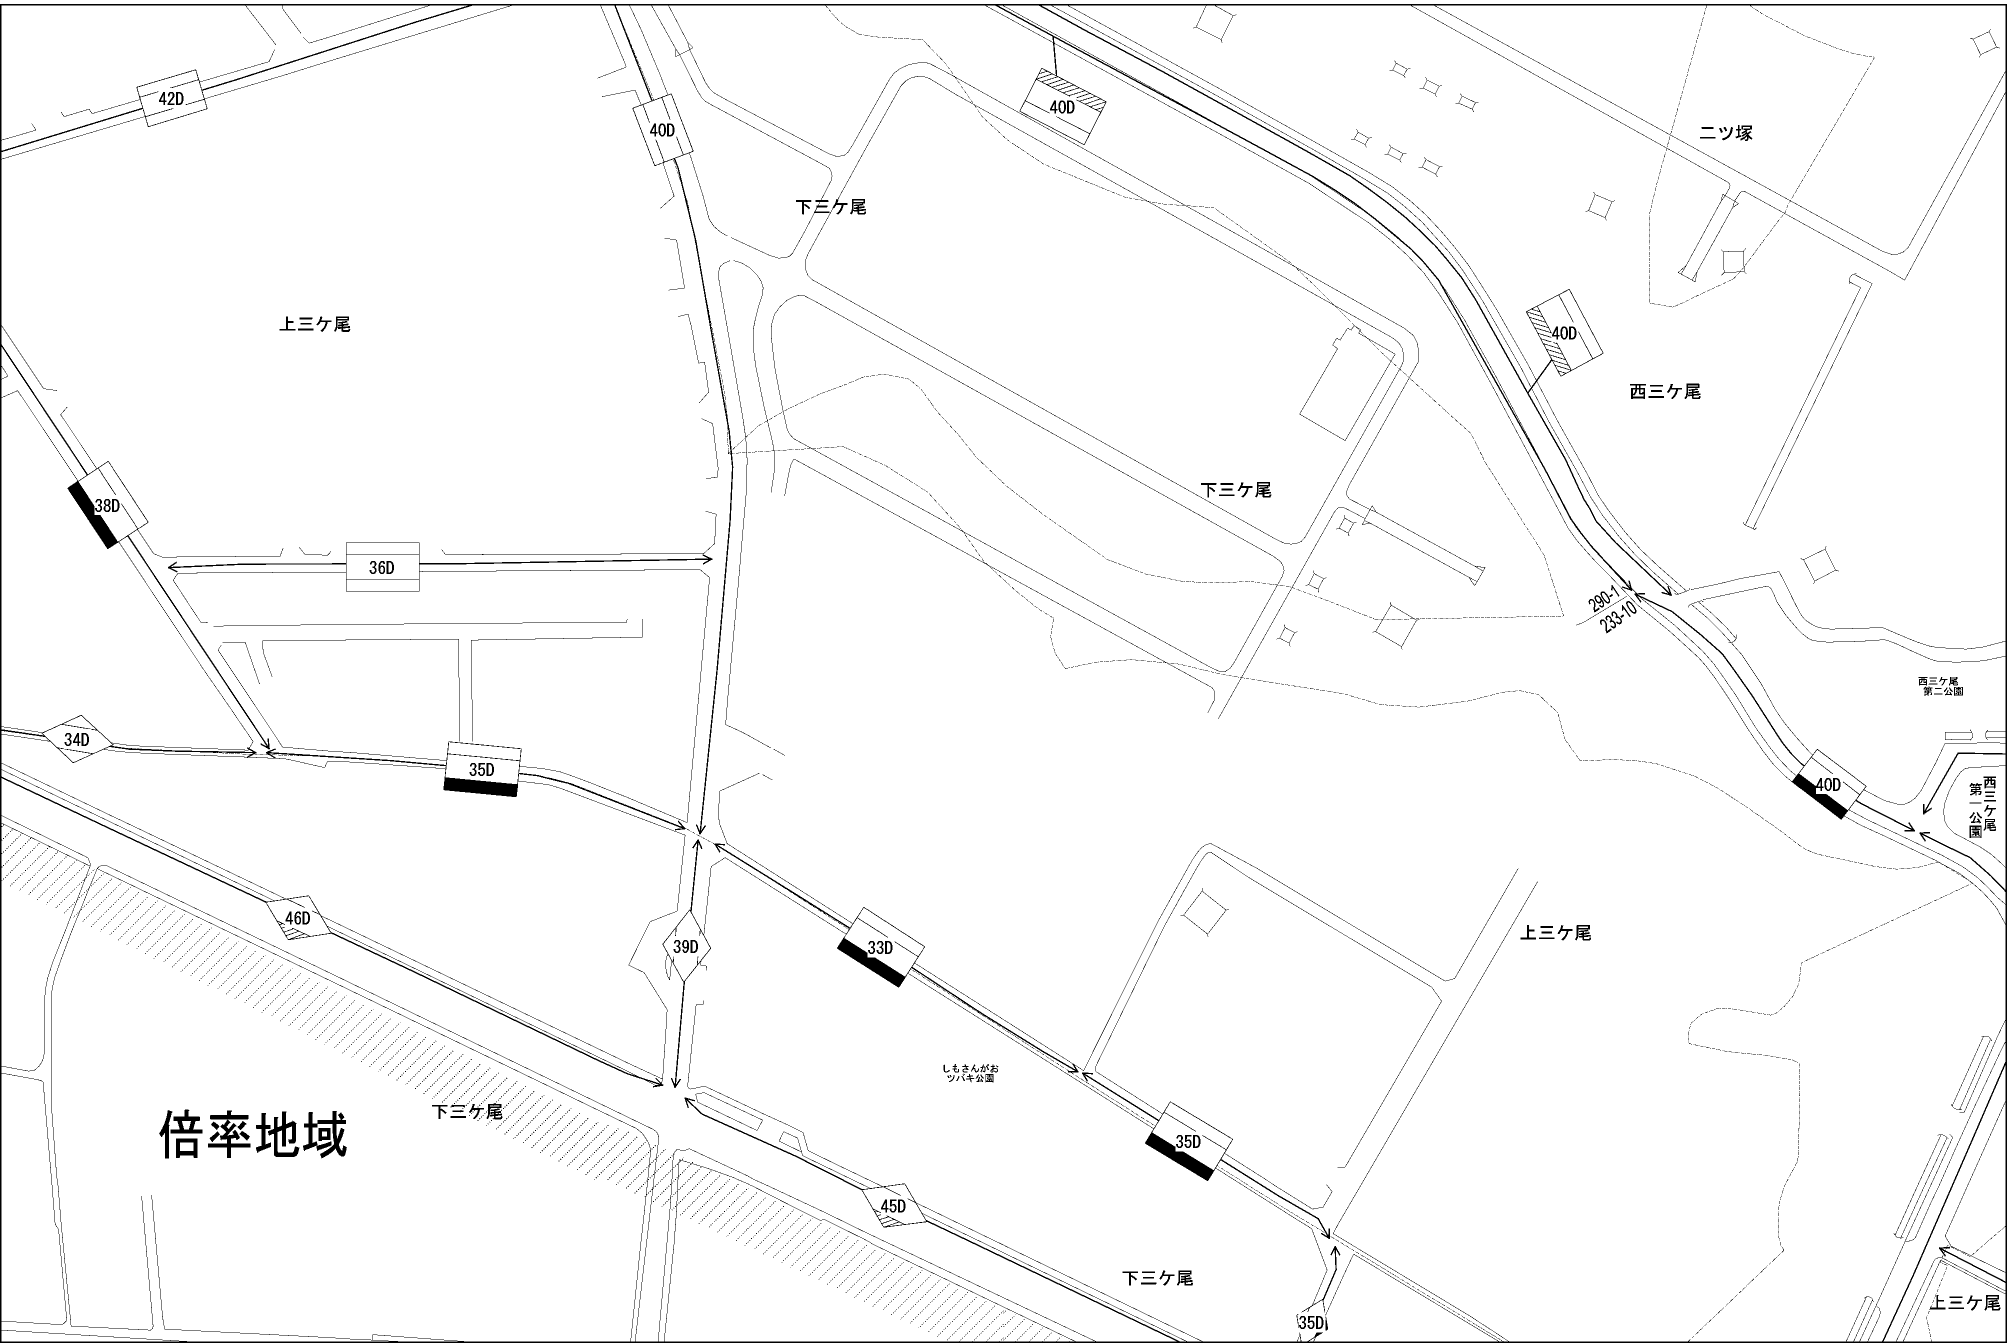 42D
40D
40D
二ツ塚
下三ケ尾
上三ケ尾
40D
西三ケ尾
38D
下三ケ尾
36D
290-1
233-10
西三ケ尾
第二公園
34D
35D
40D
西三ケ尾
第一公園
46D
39D
33D
上三ケ尾
しもさんがお
ツバキ公園
下三ケ尾
倍率地域
35D
45D
下三ケ尾
上三ケ尾
35D